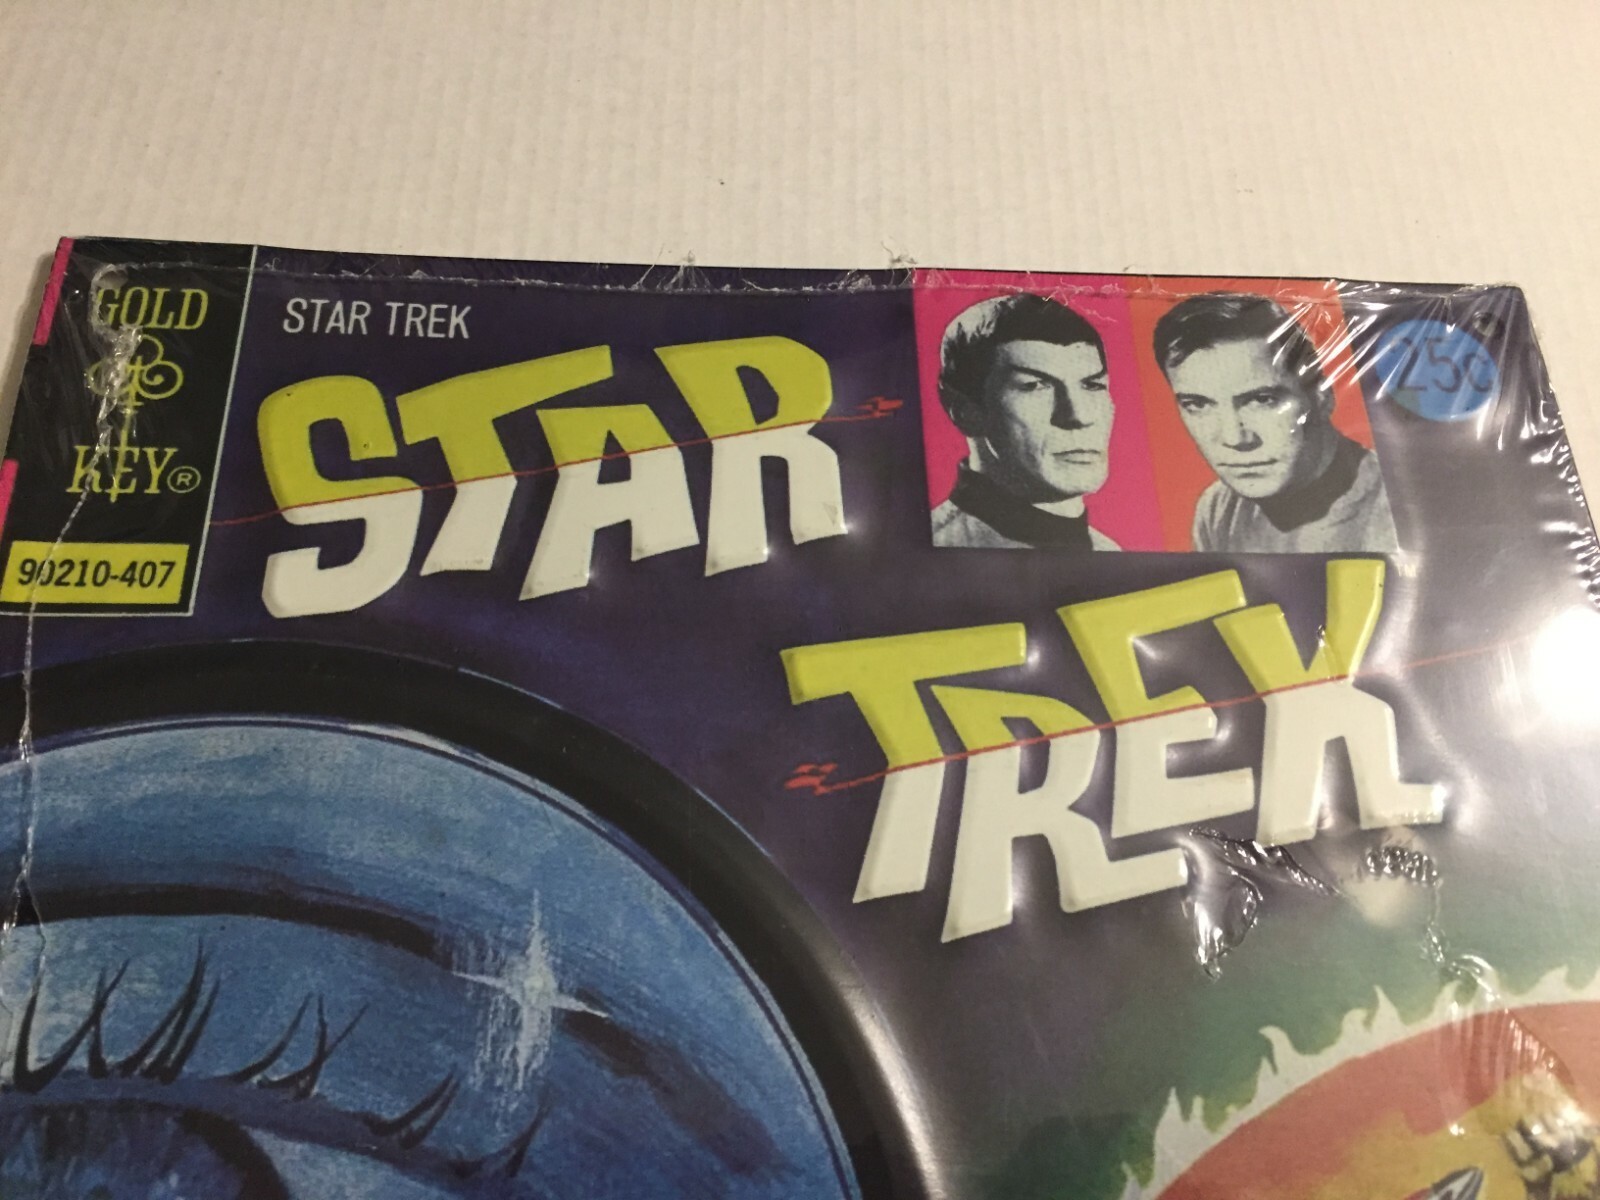 GOLD
KEY®
90210-407
STAR TREK
STAR
TREK
25¢